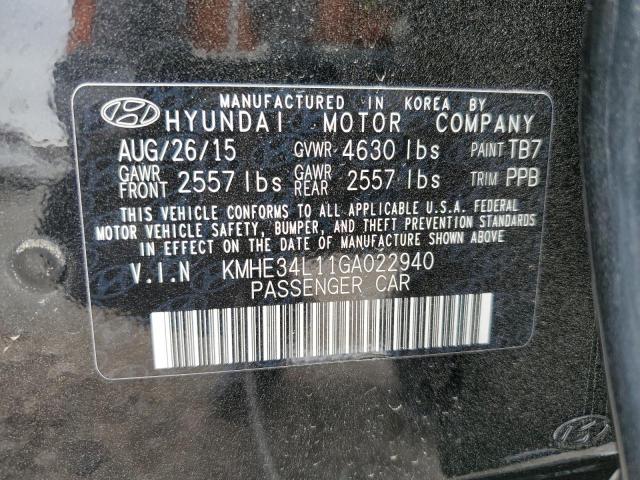 MANUFACTURED IN KOREA BY
HYUNDAI MOTOR COMPANY
AUG/26/15 GVWR 4630 lbs PAINT TB7
GAWR FRONT 2557 lbs GAWR REAR 2557 lbs TRIM PPB
THIS VEHICLE CONFORMS TO ALL APPLICABLE U.S.A. FEDERAL
MOTOR VEHICLE SAFETY, BUMPER, AND THEFT PREVENTION STANDARDS
IN EFFECT ON THE DATE OF MANUFACTURE SHOWN ABOVE.
V.I.N KMHE34L11GA022940
PASSENGER CAR